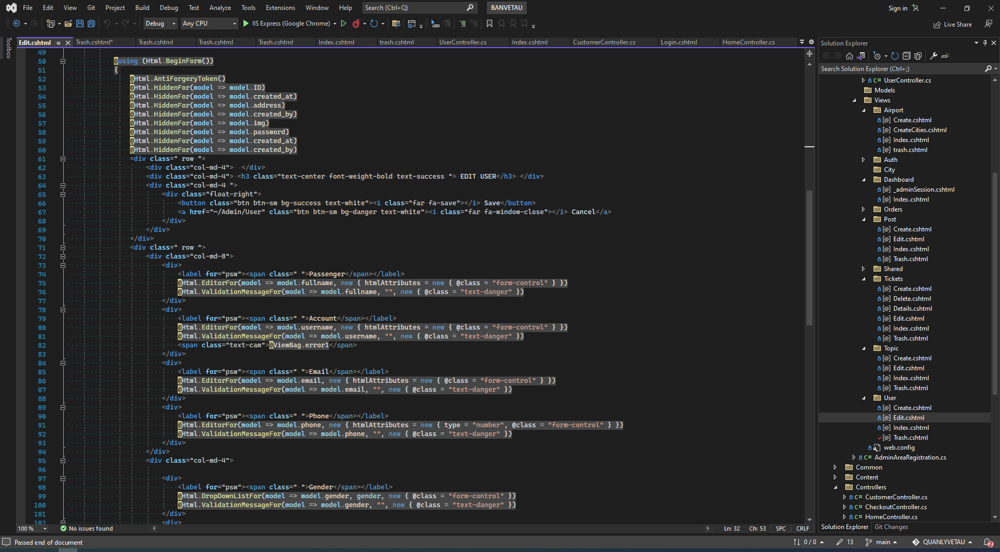 File Edit View Git Project Build Debug Test Analyze Tools Extensions Window Help Search (Ctrl+Q) BANVETAU Sign in
Debug Any CPU IIS Express (Google Chrome) Live Share
Toolbox
Edit.cshtml Trash.cshtml* Trash.cshtml Trash.cshtml Trash.cshtml Index.cshtml trash.cshtml UserController.cs Index.cshtml CustomerController.cs Login.cshtml HomeController.cs
49
50 @using (Html.BeginForm())
51 {
52 @Html.AntiForgeryToken()
53 @Html.HiddenFor(model => model.ID)
54 @Html.HiddenFor(model => model.created_at)
55 @Html.HiddenFor(model => model.address)
56 @Html.HiddenFor(model => model.created_by)
57 @Html.HiddenFor(model => model.img)
58 @Html.HiddenFor(model => model.password)
59 @Html.HiddenFor(model => model.created_at)
60 @Html.HiddenFor(model => model.created_by)
61 <div class=" row ">
62 <div class="col-md-4">  </div>
63 <div class="col-md-4"> <h3 class="text-center font-weight-bold text-success "> EDIT USER</h3> </div>
64 <div class="col-md-4 ">
65 <div class="float-right">
66 <button class="btn btn-sm bg-success text-white"><i class="far fa-save"></i> Save</button>
67 <a href="~/Admin/User" class="btn btn-sm bg-danger text-white"><i class="far fa-window-close"></i> Cancel</a>
68 </div>
69 </div>
70 </div>
71 <div class=" row ">
72 <div class="col-md-8">
73 <div>
74 <label for="psw"><span class=" ">Passenger</span></label>
75 @Html.EditorFor(model => model.fullname, new { htmlAttributes = new { @class = "form-control" } })
76 @Html.ValidationMessageFor(model => model.fullname, "", new { @class = "text-danger" })
77 </div>
78 <div>
79 <label for="psw"><span class=" ">Account</span></label>
80 @Html.EditorFor(model => model.username, new { htmlAttributes = new { @class = "form-control" } })
81 @Html.ValidationMessageFor(model => model.username, "", new { @class = "text-danger" })
82 <span class="text-cam">@ViewBag.error1</span>
83 </div>
84 <div>
85 <label for="psw"><span class=" ">Email</span></label>
86 @Html.EditorFor(model => model.email, new { htmlAttributes = new { @class = "form-control" } })
87 @Html.ValidationMessageFor(model => model.email, "", new { @class = "text-danger" })
88 </div>
89 <div>
90 <label for="psw"><span class=" ">Phone</span></label>
91 @Html.EditorFor(model => model.phone, new { htmlAttributes = new { type = "number", @class = "form-control" } })
92 @Html.ValidationMessageFor(model => model.phone, "", new { @class = "text-danger" })
93 </div>
94 </div>
95 <div class="col-md-4">
96
97 <div>
98 <label for="psw"><span class=" ">Gender</span></label>
99 @Html.DropDownListFor(model => model.gender, gender, new { @class = "form-control" })
100 @Html.ValidationMessageFor(model => model.gender, "", new { @class = "text-danger" })
101 </div>
102 <div>
100 % No issues found Ln: 32 Ch: 53 SPC CRLF
Solution Explorer
Search Solution Explorer (Ctrl+;)
C# UserController.cs
Models
Views
Airport
[@] Create.cshtml
[@] CreateCities.cshtml
[@] Index.cshtml
[@] trash.cshtml
Auth
City
Dashboard
[@] _adminSession.cshtml
[@] Index.cshtml
Orders
Post
[@] Create.cshtml
[@] Edit.cshtml
[@] Index.cshtml
[@] Trash.cshtml
Shared
Tickets
[@] Create.cshtml
[@] Delete.cshtml
[@] Details.cshtml
[@] Edit.cshtml
[@] Index.cshtml
[@] Trash.cshtml
Topic
[@] Create.cshtml
[@] Edit.cshtml
[@] Index.cshtml
[@] Trash.cshtml
User
[@] Create.cshtml
[@] Edit.cshtml
[@] Index.cshtml
[@] Trash.cshtml
web.config
C# AdminAreaRegistration.cs
Common
Content
Controllers
C# CustomerController.cs
C# CheckoutController.cs
C# HomeController.cs
Solution Explorer Git Changes
Passed end of document 0 / 0 13 main QUANLYVETAU 2